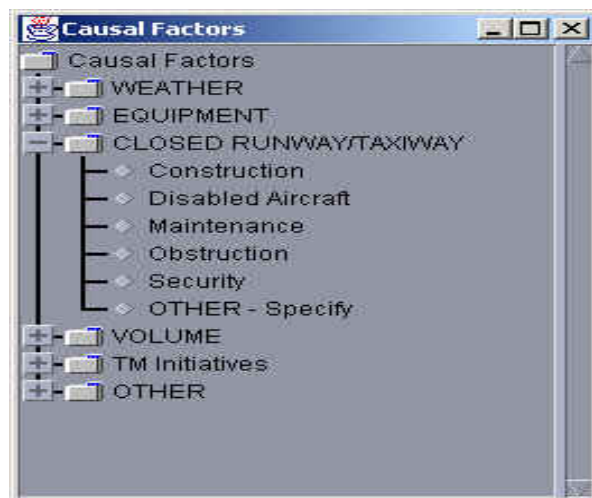 Causal Factors
Causal Factors
WEATHER
EQUIPMENT
CLOSED RUNWAY/TAXIWAY
Construction
Disabled Aircraft
Maintenance
Obstruction
Security
OTHER - Specify
VOLUME
TM Initiatives
OTHER